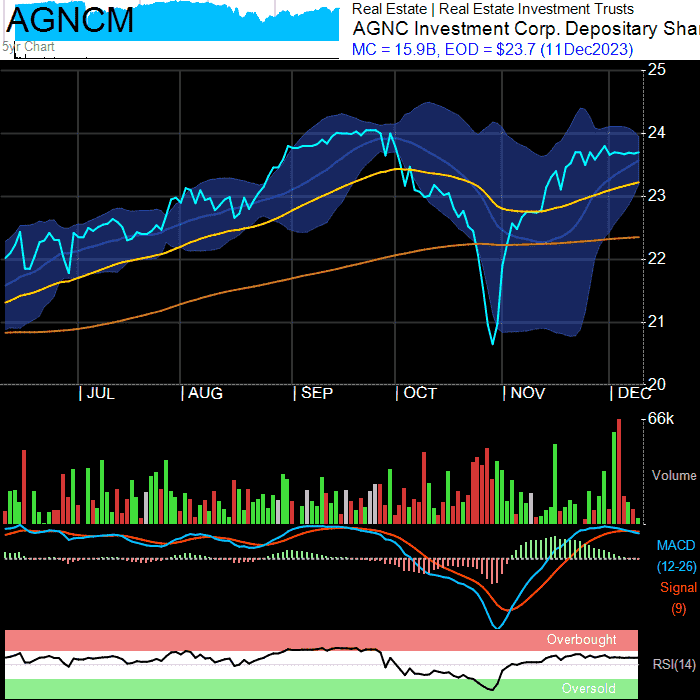 AGNCM
5yr Chart
Real Estate | Real Estate Investment Trusts
AGNC Investment Corp. Depositary Shar
MC = 15.9B, EOD = $23.7 (11Dec2023)
25
24
23
22
21
20
JUL
AUG
SEP
OCT
NOV
DEC
66k
Volume
MACD
(12-26)
Signal
(9)
Overbought
RSI(14)
Oversold